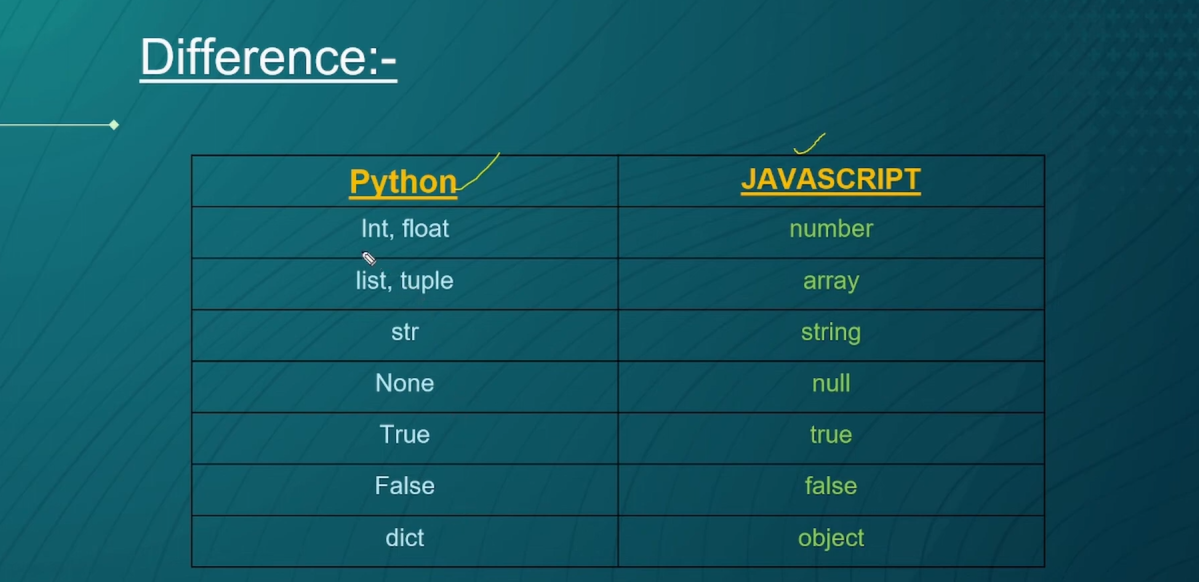 Difference:-
Python JAVASCRIPT
Int, float number
list, tuple array
str string
None null
True true
False false
dict object